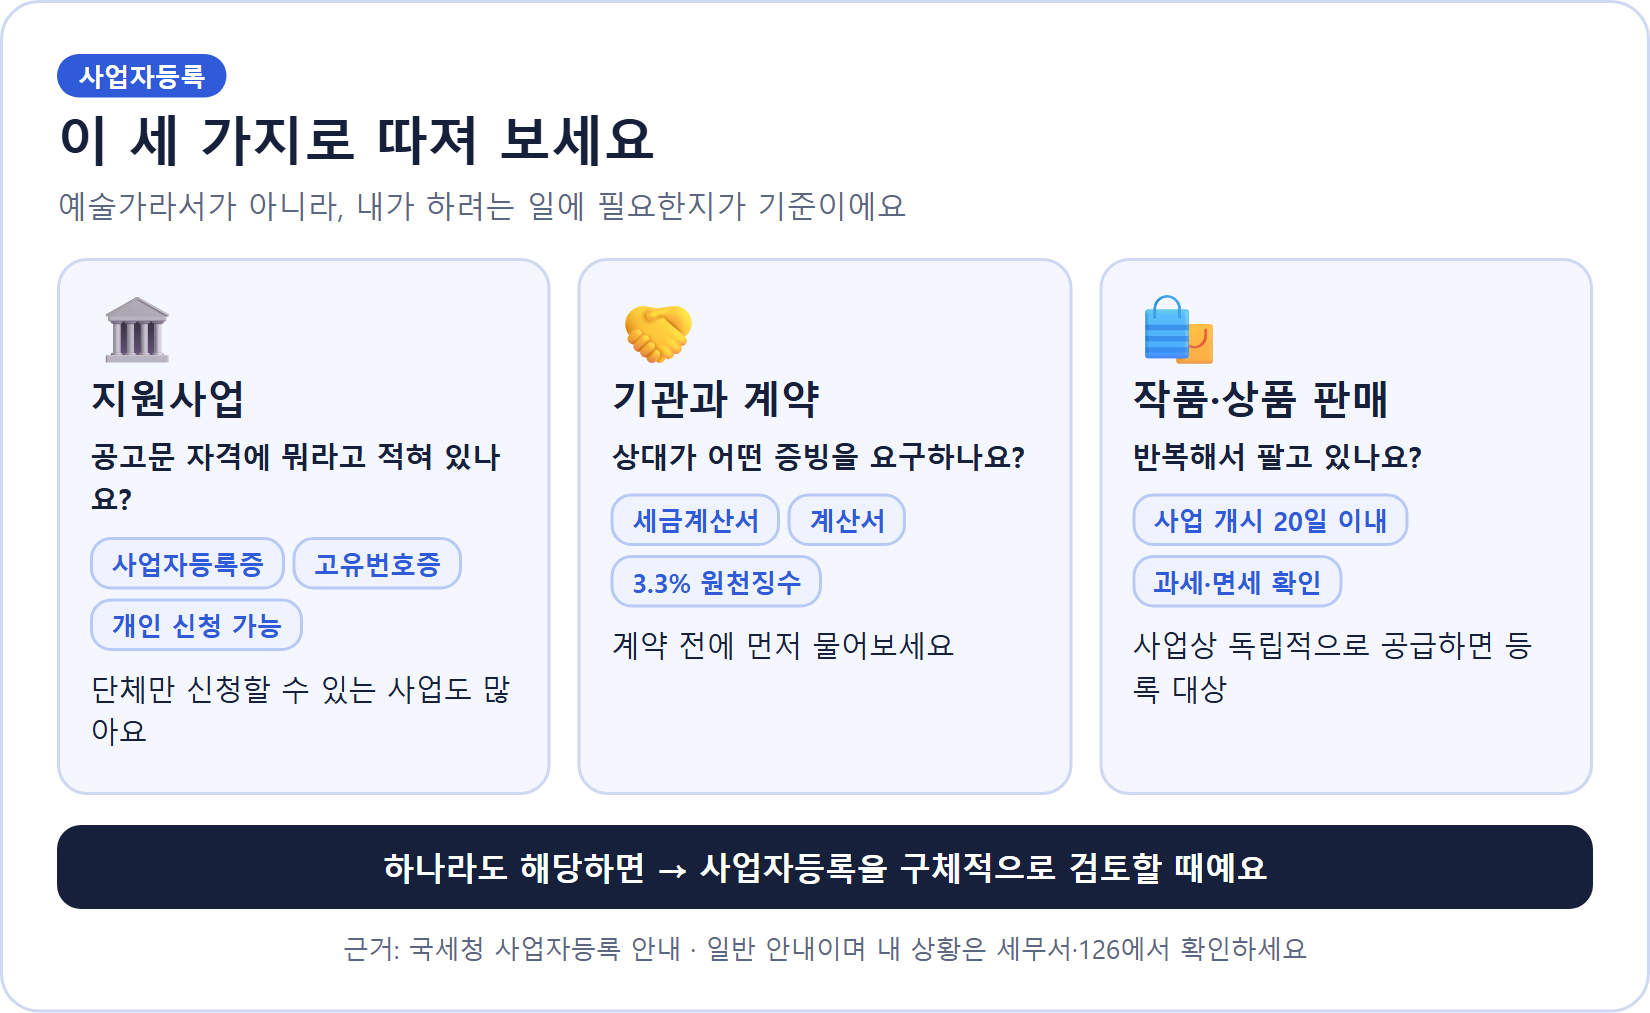 사업자등록
이 세 가지로 따져 보세요
예술가라서가 아니라, 내가 하려는 일에 필요한지가 기준이에요
지원사업
공고문 자격에 뭐라고 적혀 있나
요?
사업자등록증 고유번호증
개인 신청 가능
단체만 신청할 수 있는 사업도 많
아요
기관과 계약
상대가 어떤 증빙을 요구하나요?
세금계산서 계산서
3.3% 원천징수
계약 전에 먼저 물어보세요
작품·상품 판매
반복해서 팔고 있나요?
사업 개시 20일 이내
과세·면세 확인
사업상 독립적으로 공급하면 등
록 대상
하나라도 해당하면 → 사업자등록을 구체적으로 검토할 때예요
근거: 국세청 사업자등록 안내 · 일반 안내이며 내 상황은 세무서·126에서 확인하세요